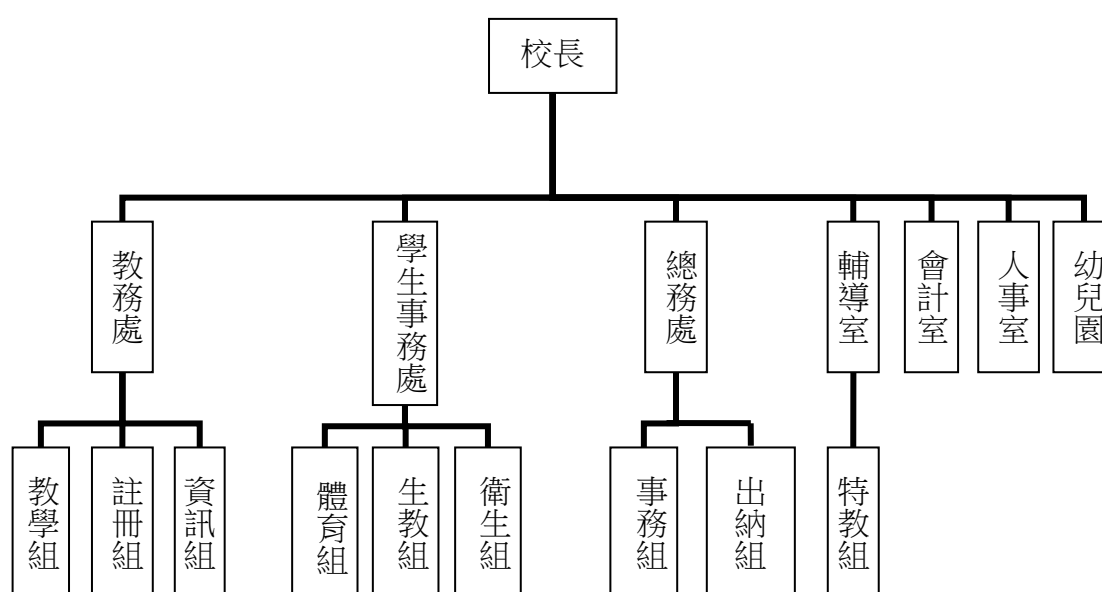 校長
教務處
學生事務處
總務處
輔導室
會計室
人事室
幼兒園
教學組
註冊組
資訊組
體育組
生教組
衛生組
事務組
出納組
特教組